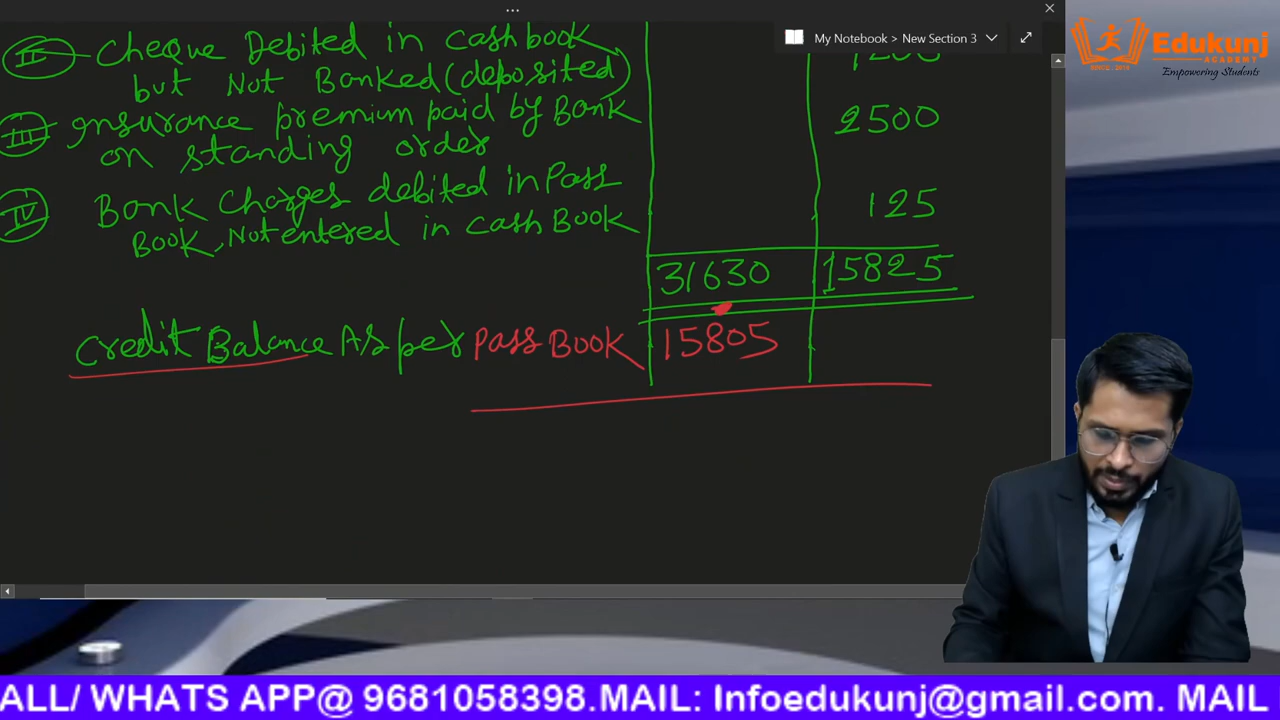 My Notebook > New Section 3
Edukunj
ACADEMY
Empowering Students
II Cheque Debited in cash book
but Not Banked (deposited)
III Insurance premium paid by Bank 2500
on standing order
IV Bank Charges debited in Pass 125
Book, Not entered in cash Book
31630 15825
Credit Balance As per Pass Book 15805
ALL/ WHATS APP@ 9681058398.MAIL: Infoedukunj@gmail.com. MAIL